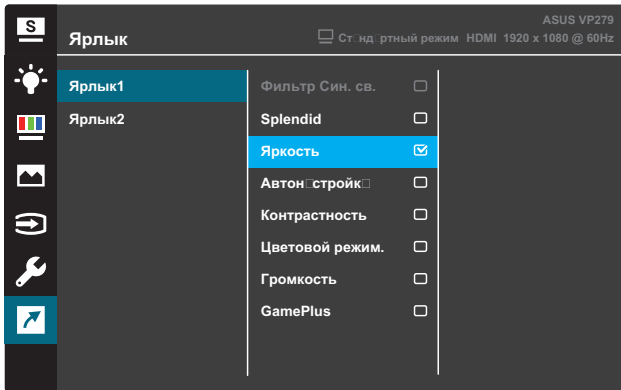 S
ASUS VP279
Ярлык
HDMI 1920 x 1080 @ 60Hz
режим
Ярлык1
Фильтр Син. св.
Ярлык2
Splendid
Яркость
Контрастность
Цветовой режим.
Громкость
GamePlus